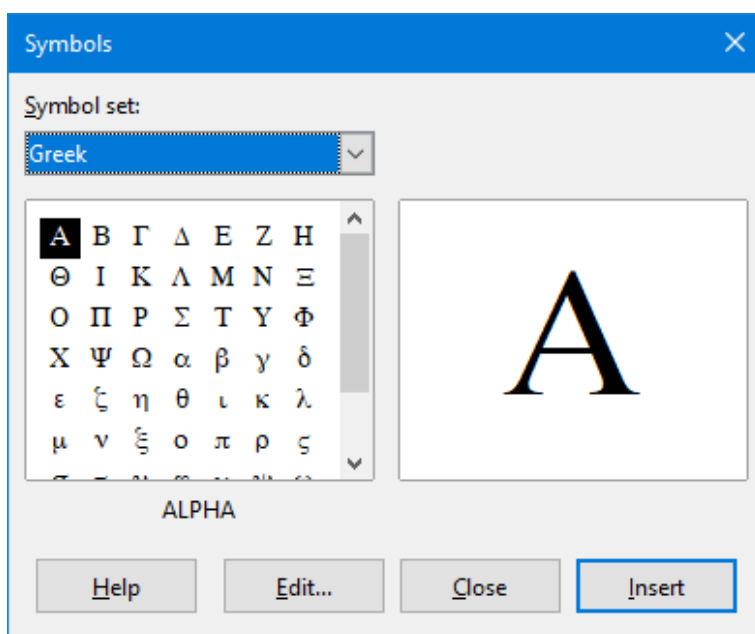 Symbols
Symbol set:
Greek
Α Β Γ Δ Ε Ζ Η
Θ Ι Κ Λ Μ Ν Ξ
Ο Π Ρ Σ Τ Υ Φ
Χ Ψ Ω α β γ δ
ε ζ η θ ι κ λ
μ ν ξ ο π ρ ς
Α
ALPHA
Help
Edit...
Close
Insert